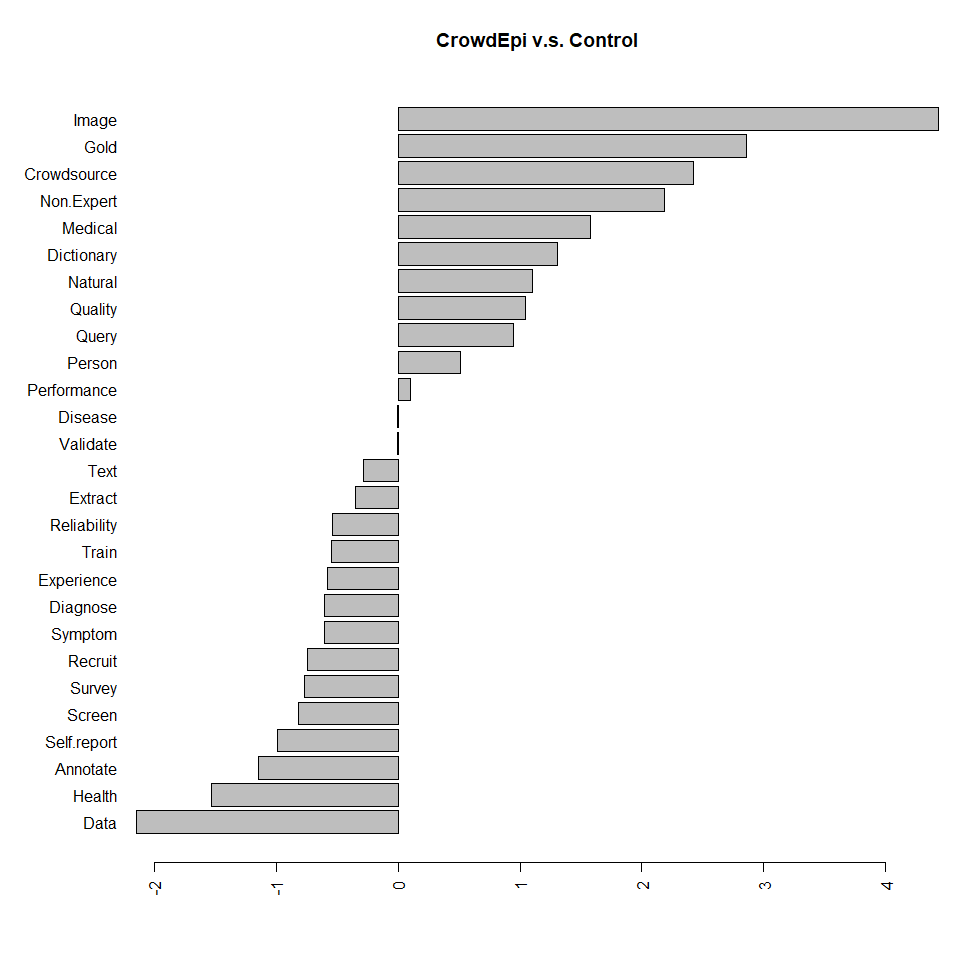 CrowdEpi v.s. Control
Image
Gold
Crowdsource
Non.Expert
Medical
Dictionary
Natural
Quality
Query
Person
Performance
Disease
Validate
Text
Extract
Reliability
Train
Experience
Diagnose
Symptom
Recruit
Survey
Screen
Self.report
Annotate
Health
Data
-2 -1 0 1 2 3 4